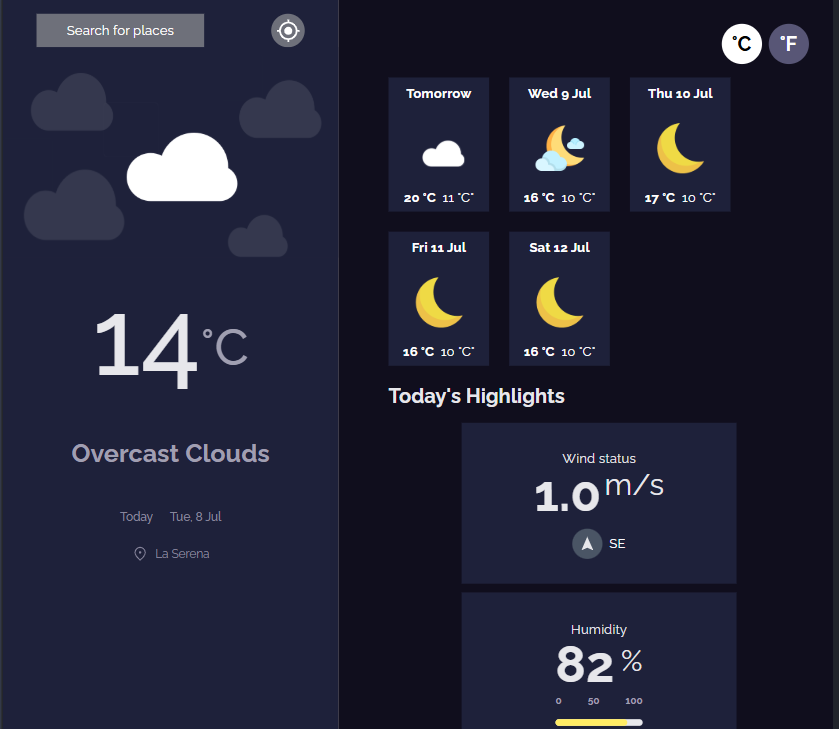 Search for places
14°C
Overcast Clouds
Today Tue, 8 Jul
La Serena
°C °F
Tomorrow
20 °C 11 °C°
Wed 9 Jul
16 °C 10 °C°
Thu 10 Jul
17 °C 10 °C°
Fri 11 Jul
16 °C 10 °C°
Sat 12 Jul
16 °C 10 °C°
Today's Highlights
Wind status
1.0 m/s
SE
Humidity
82 %
0 50 100